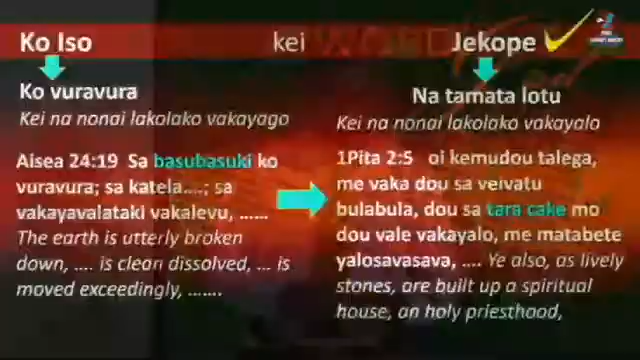 Ko Iso kei Jekope
Ko vuravura
Kei na nonai lakolako vakayago
Aisea 24:19 Sa basubasuki ko
vuravura; sa katela....; sa
vakayavalataki vakalevu, ......
The earth is utterly broken
down, .... is clean dissolved, ... is
moved exceedingly, .......
Na tamata lotu
Kei na nonai lakolako vakayalo
1Pita 2:5 oi kemudou talega,
me vaka dou sa veivatu
bulabula, dou sa tara cake mo
dou vale vakayalo, me matabete
yalosavasava, .... Ye also, as lively
stones, are built up a spiritual
house, an holy priesthood,